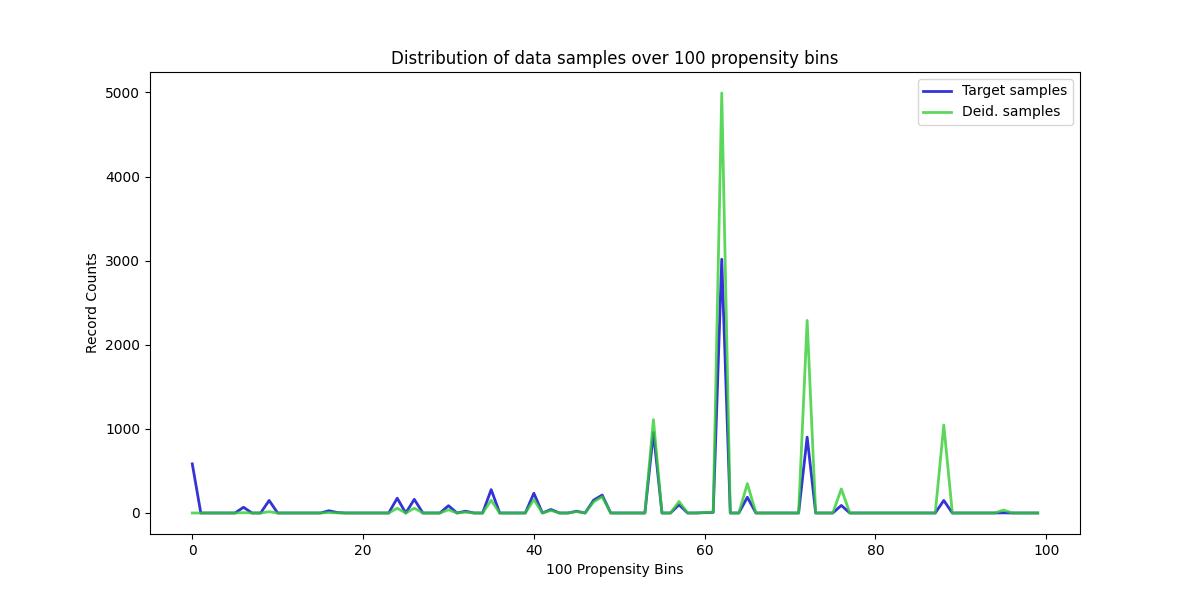 Distribution of data samples over 100 propensity bins
Target samples
Deid. samples
5000
4000
3000
2000
1000
0
Record Counts
0 20 40 60 80 100
100 Propensity Bins